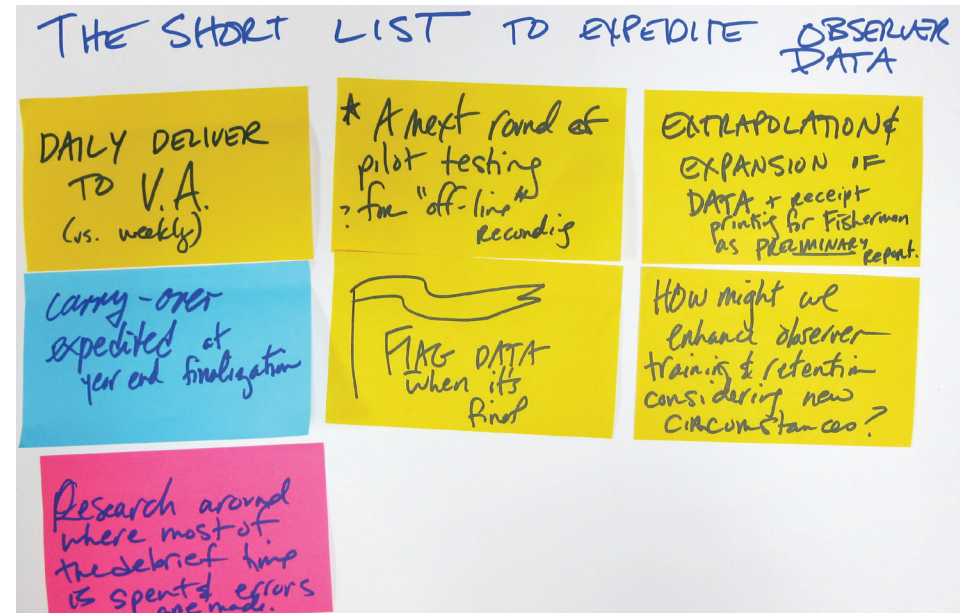 THE SHORT LIST TO EXPEDITE OBSERVER
DATA
DAILY DELIVER
TO V.A.
(vs. weekly)
* A next round of
pilot testing
? for "off-line"*
Recording
EXTRAPOLATION &
EXPANSION OF
DATA + receipt
printing for Fisherman
as PRELIMINARY
REPORT.
carry-over
expedited at
year end finalization
FLAG DATA
when it's
final
How might we
enhance observer
training & retention
considering new
circumstances?
Research around
where most of
the debrief time
is spent & errors
are made.